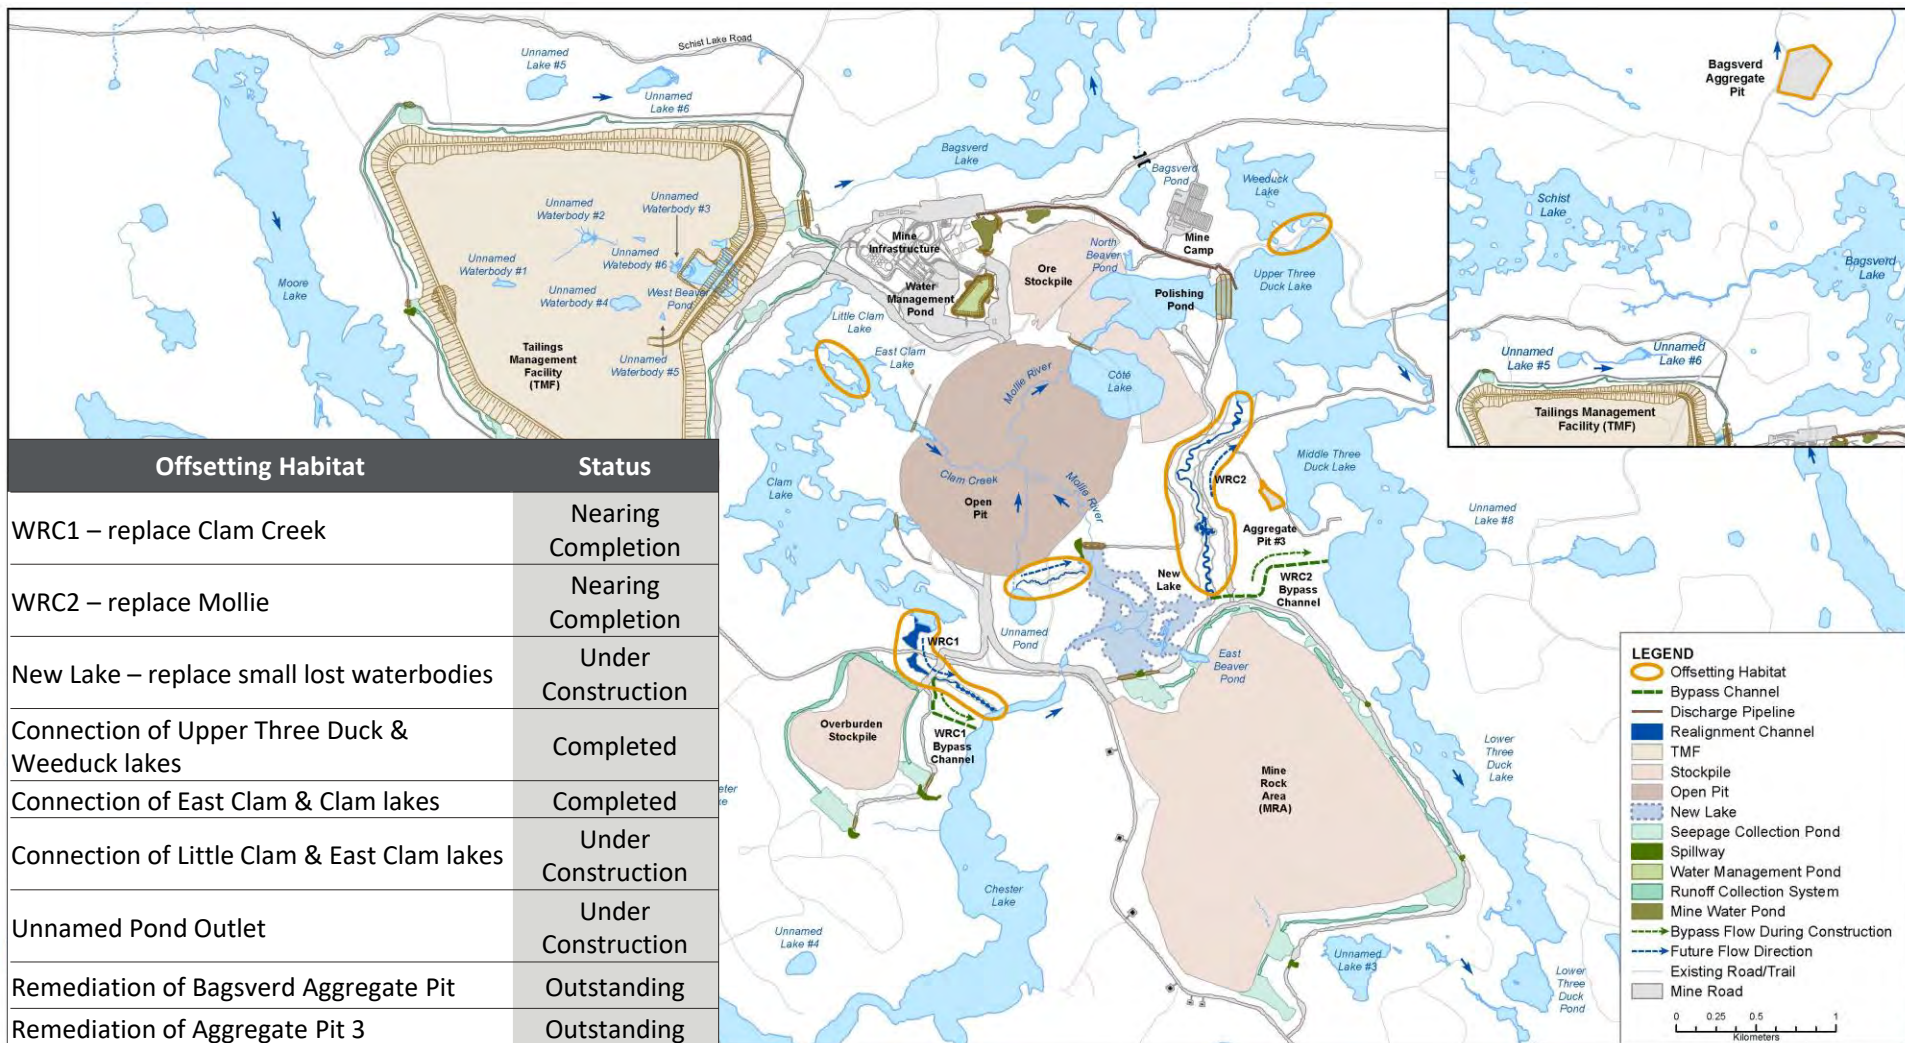 Schist Lake Road
Unnamed
Lake #5
Unnamed
Lake #6
Moore
Lake
Unnamed
Waterbody #2
Unnamed
Waterbody #3
Unnamed
Waterbody #1
Unnamed
Watebody #6
Unnamed
Waterbody #4
West Beaver
Pond
Unnamed
Waterbody #5
Tailings
Management
Facility
(TMF)
Bagsverd
Lake
Bagsverd
Pond
Weeduck
Lake
Mine
Infrastructure
Mine
Camp
North
Beaver
Pond
Ore
Stockpile
Water
Management
Pond
Polishing
Pond
Upper Three
Duck Lake
Little Clam
Lake
East Clam
Lake
Mollie River
Côté
Lake
Clam
Lake
Clam Creek
Open
Pit
Mollie River
WRC2
Middle Three
Duck Lake
Aggregate
Pit #3
Unnamed
Lake #8
New
Lake
WRC2
Bypass
Channel
Unnamed
Pond
WRC1
East
Beaver
Pond
Overburden
Stockpile
WRC1
Bypass
Channel
Mine
Rock
Area
(MRA)
Lower
Three
Duck
Lake
Chester
Lake
Unnamed
Lake #4
Unnamed
Lake #3
Lower
Three
Duck
Pond
Bagsverd
Aggregate
Pit
Schist
Lake
Bagsverd
Lake
Unnamed
Lake #5
Unnamed
Lake #6
Tailings Management
Facility (TMF)
Offsetting Habitat Status
WRC1 – replace Clam Creek Nearing
Completion
WRC2 – replace Mollie Nearing
Completion
New Lake – replace small lost waterbodies Under
Construction
Connection of Upper Three Duck &
Weeduck lakes Completed
Connection of East Clam & Clam lakes Completed
Connection of Little Clam & East Clam lakes Under
Construction
Unnamed Pond Outlet Under
Construction
Remediation of Bagsverd Aggregate Pit Outstanding
Remediation of Aggregate Pit 3 Outstanding
LEGEND
Offsetting Habitat
Bypass Channel
Discharge Pipeline
Realignment Channel
TMF
Stockpile
Open Pit
New Lake
Seepage Collection Pond
Spillway
Water Management Pond
Runoff Collection System
Mine Water Pond
Bypass Flow During Construction
Future Flow Direction
Existing Road/Trail
Mine Road
0 0.25 0.5 1
Kilometers